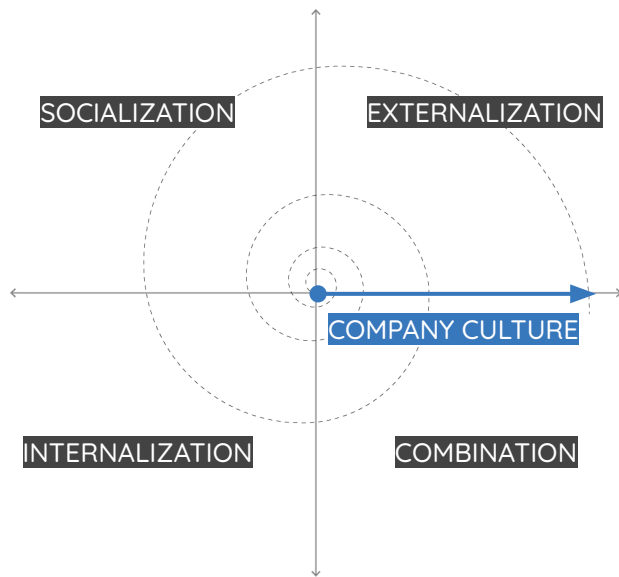 SOCIALIZATION
EXTERNALIZATION
COMPANY CULTURE
INTERNALIZATION
COMBINATION